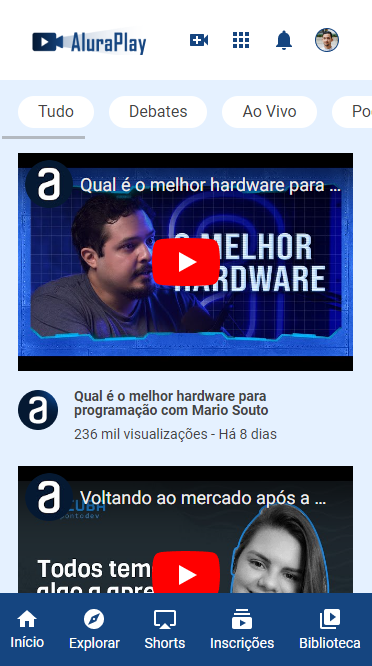 AluraPlay
Tudo
Debates
Ao Vivo
Qual é o melhor hardware para ...
O MELHOR
HARDWARE
Qual é o melhor hardware para
programação com Mario Souto
236 mil visualizações - Há 8 dias
Voltando ao mercado após a ...
Todos
Início
Explorar
Shorts
Inscrições
Biblioteca